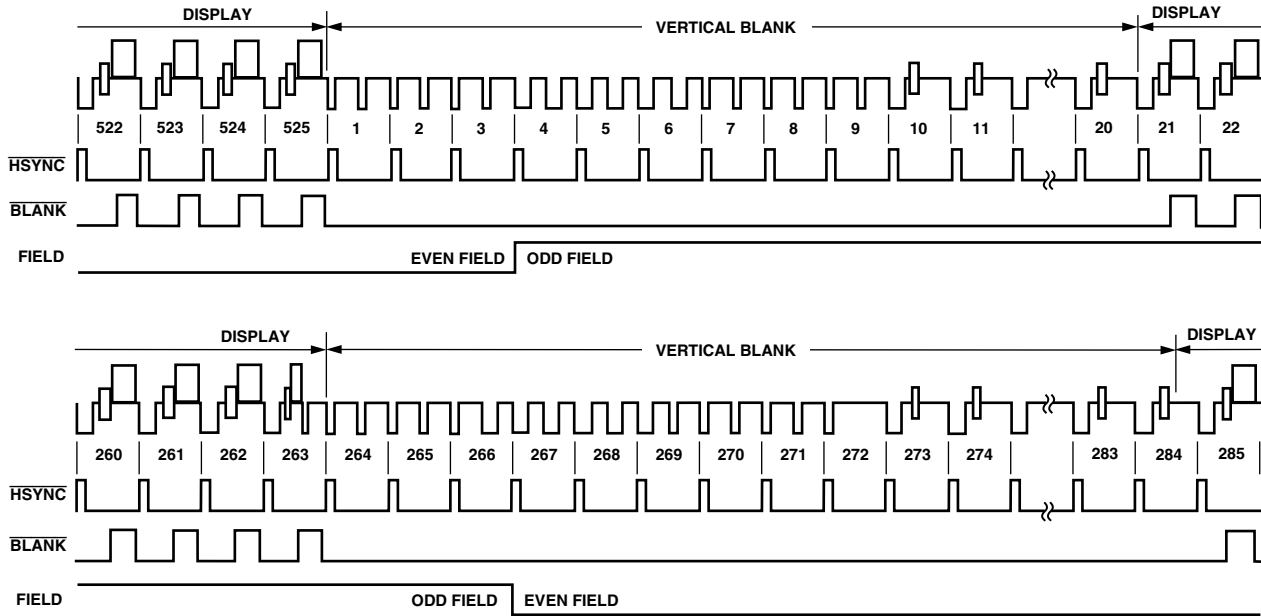 DISPLAY VERTICAL BLANK DISPLAY
522 523 524 525 1 2 3 4 5 6 7 8 9 10 11 20 21 22
HSYNC
BLANK
FIELD EVEN FIELD ODD FIELD
DISPLAY VERTICAL BLANK DISPLAY
260 261 262 263 264 265 266 267 268 269 270 271 272 273 274 283 284 285
HSYNC
BLANK
FIELD ODD FIELD EVEN FIELD